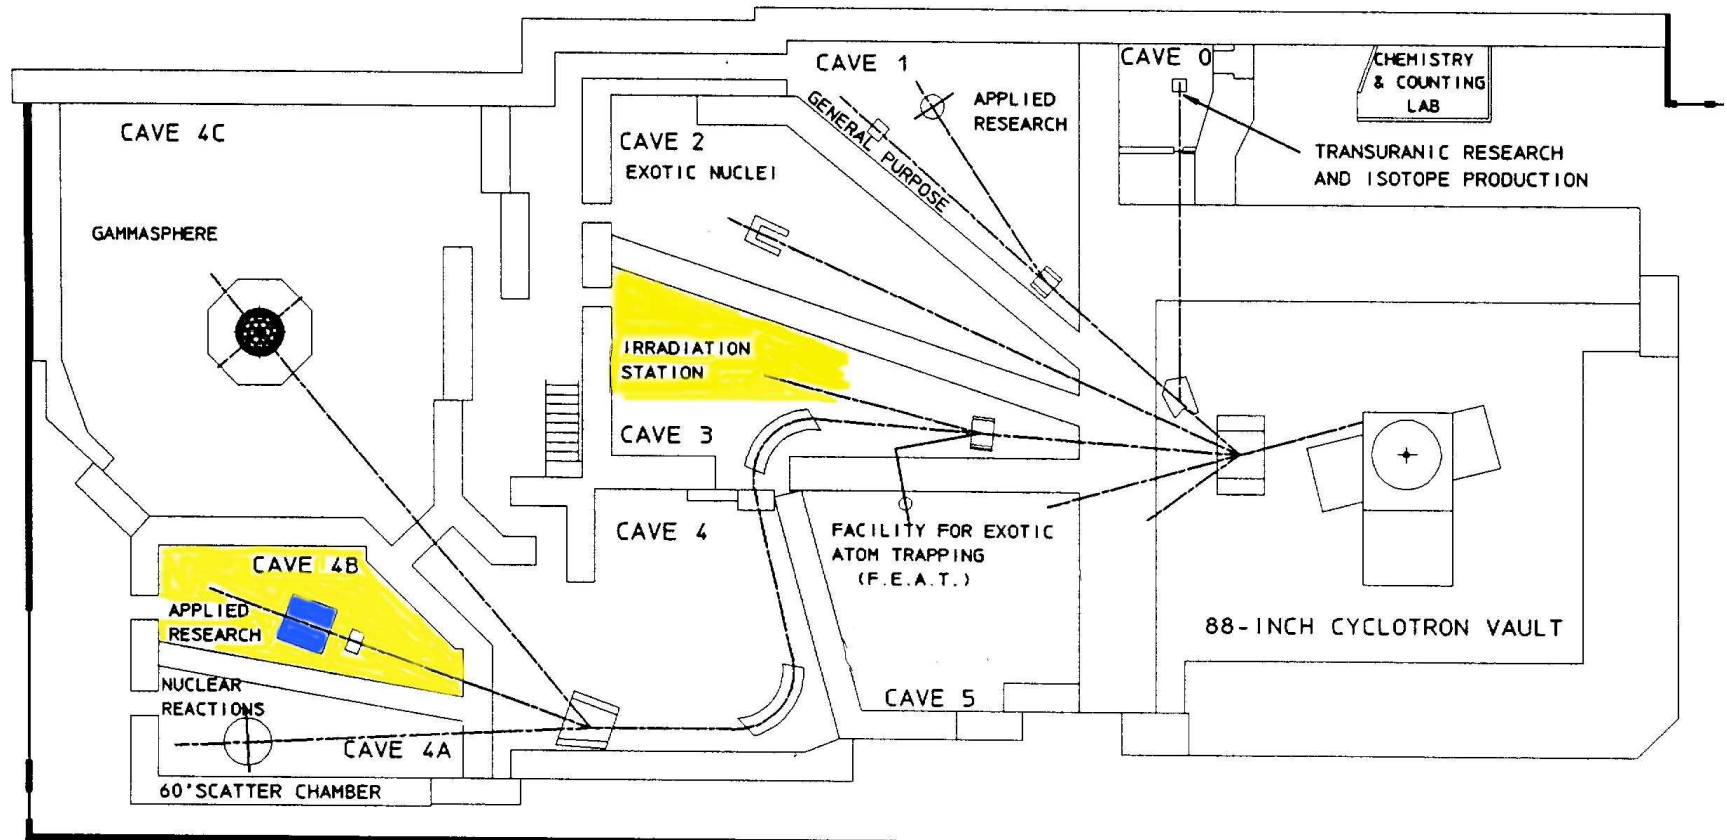 CAVE 1
CAVE 0
CHEMISTRY
& COUNTING
LAB
APPLIED
RESEARCH
GENERAL PURPOSE
CAVE 4C
CAVE 2
EXOTIC NUCLEI
TRANSURANIC RESEARCH
AND ISOTOPE PRODUCTION
GAMMASPHERE
IRRADIATION
STATION
CAVE 3
CAVE 4
FACILITY FOR EXOTIC
ATOM TRAPPING
(F.E.A.T.)
CAVE 4B
APPLIED
RESEARCH
88-INCH CYCLOTRON VAULT
NUCLEAR
REACTIONS
CAVE 5
CAVE 4A
60"SCATTER CHAMBER